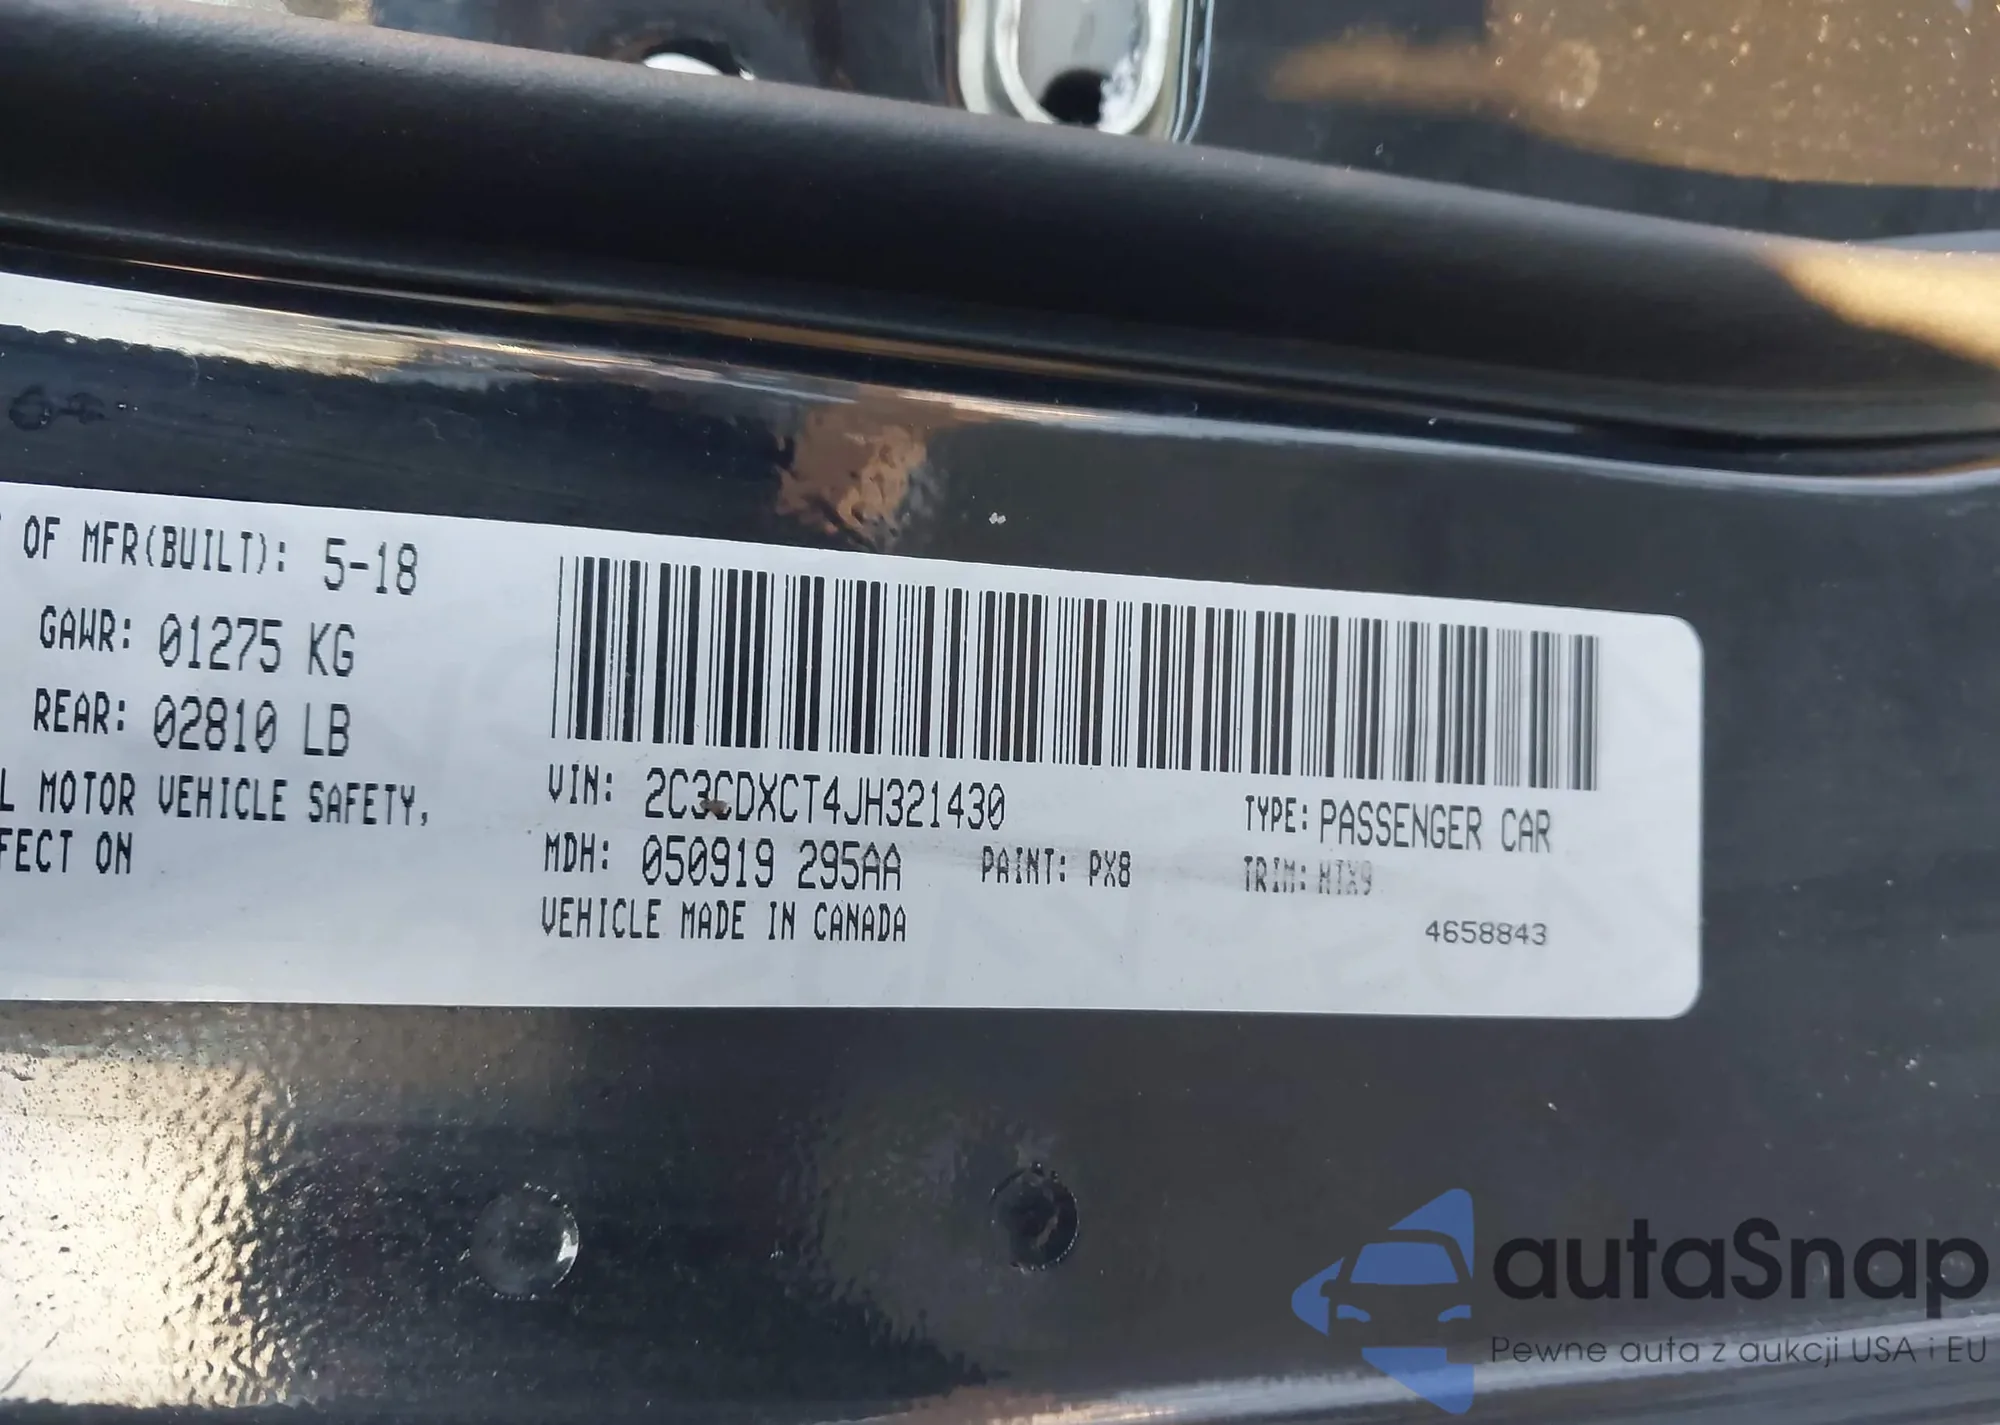 OF MFR(BUILT): 5-18
GAWR: 01275 KG
REAR: 02810 LB
L MOTOR VEHICLE SAFETY,
FECT ON
VIN: 2C3CDXCT4JH321430
TYPE: PASSENGER CAR
MDH: 050919 295AA
PAINT: PX8
TRIM: HTX9
VEHICLE MADE IN CANADA
4658843
autaSnap
Pewne auta z aukcji USA i EU